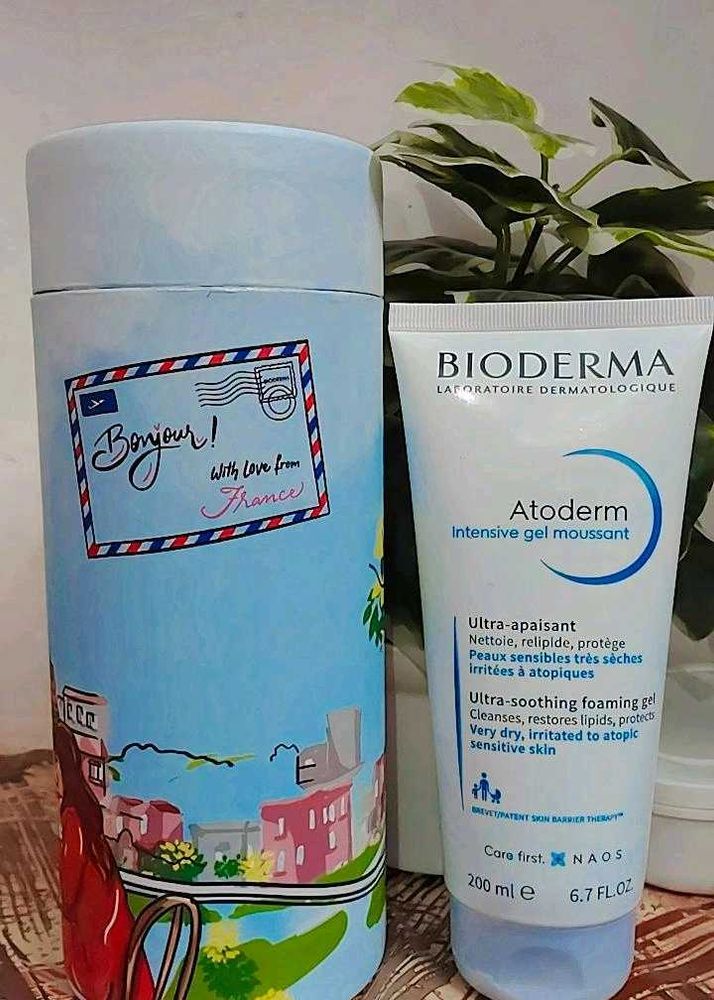 BIODERMA
Bonjour!
With Love from
France
BIODERMA
LABORATOIRE DERMATOLOGIQUE
Atoderm
Intensive gel moussant
Ultra-apaisant
Nettoie, relipide, protège
Peaux sensibles très sèches
irritées à atopiques
Ultra-soothing foaming gel
Cleanses, restores lipids, protects
Very dry, irritated to atopic
sensitive skin
BREVET/PATENT SKIN BARRIER THERAPY™
Care first. NAOS
200 ml e 6.7 FL.OZ.